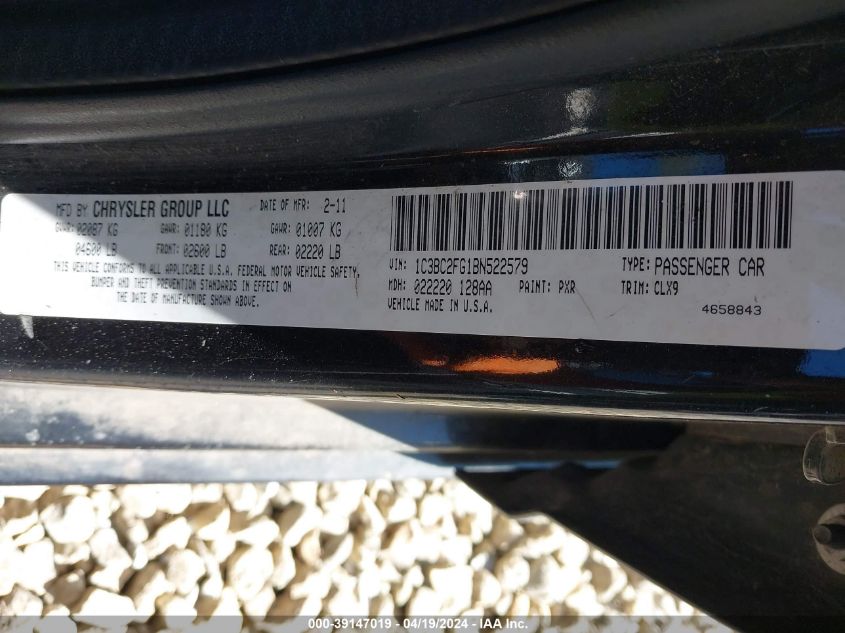 MFD BY CHRYSLER GROUP LLC DATE OF MFR: 2-11
GVWR: 02087 KG GAWR: 01180 KG GAWR: 01007 KG
04600 LB FRONT: 02600 LB REAR: 02220 LB
THIS VEHICLE CONFORMS TO ALL APPLICABLE U.S.A. FEDERAL MOTOR VEHICLE SAFETY,
BUMPER AND THEFT PREVENTION STANDARDS IN EFFECT ON
THE DATE OF MANUFACTURE SHOWN ABOVE.
VIN: 1C3BC2FG1BN522579 TYPE: PASSENGER CAR
MDH: 022220 128AA PAINT: PXR TRIM: CLX9
VEHICLE MADE IN U.S.A. 4658843
000-39147019 - 04/19/2024 - IAA Inc.